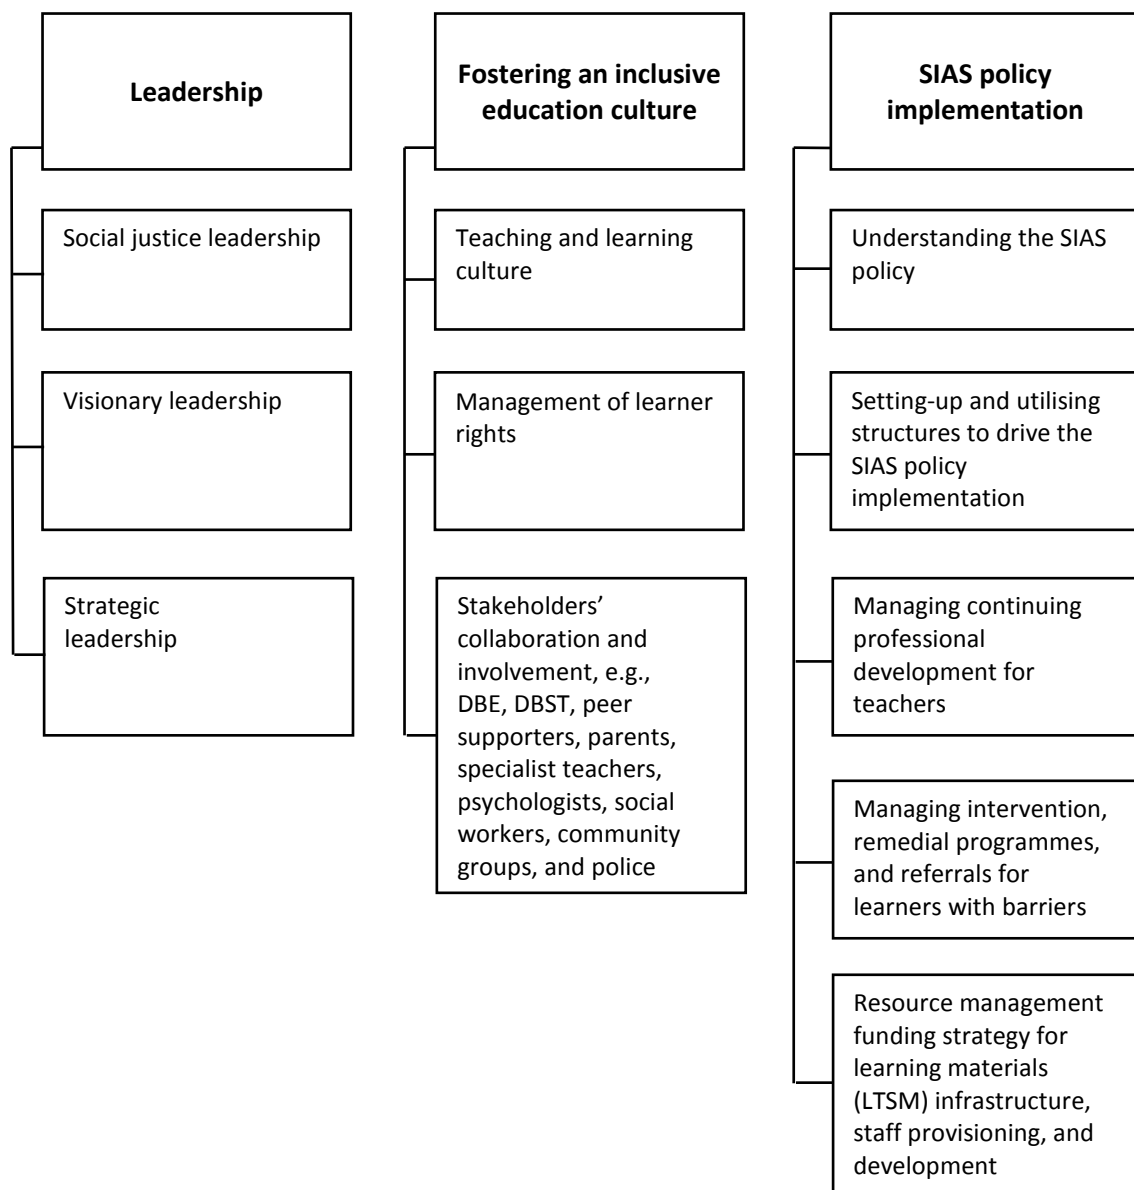 Leadership
Social justice leadership
Visionary leadership
Strategic
leadership
Fostering an inclusive
education culture
Teaching and learning
culture
Management of learner
rights
Stakeholders’
collaboration and
involvement, e.g.,
DBE, DBST, peer
supporters, parents,
specialist teachers,
psychologists, social
workers, community
groups, and police
SIAS policy
implementation
Understanding the SIAS
policy
Setting-up and utilising
structures to drive the
SIAS policy
implementation
Managing continuing
professional
development for
teachers
Managing intervention,
remedial programmes,
and referrals for
learners with barriers
Resource management
funding strategy for
learning materials
(LTSM) infrastructure,
staff provisioning, and
development